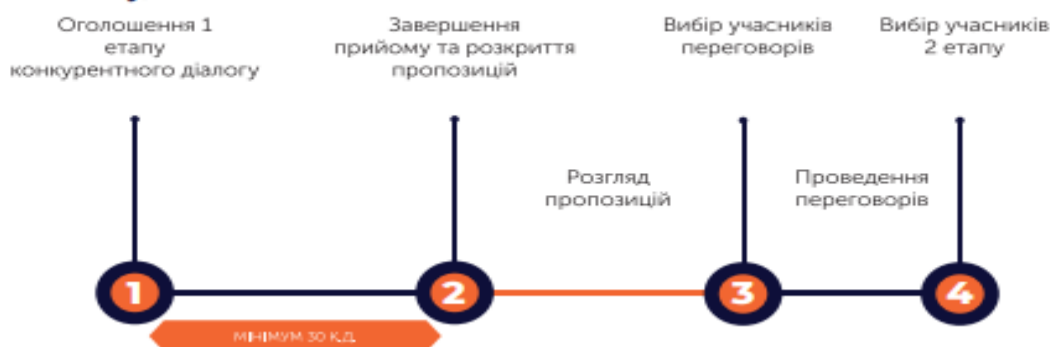 Оголошення 1
етапу
конкурентного діалогу
Завершення
прийому та розкриття
пропозицій
Вибір учасників
переговорів
Вибір учасників
2 етапу
Розгляд
пропозицій
Проведення
переговорів
1
2
3
4
МІНІМУМ 30 К.Д.